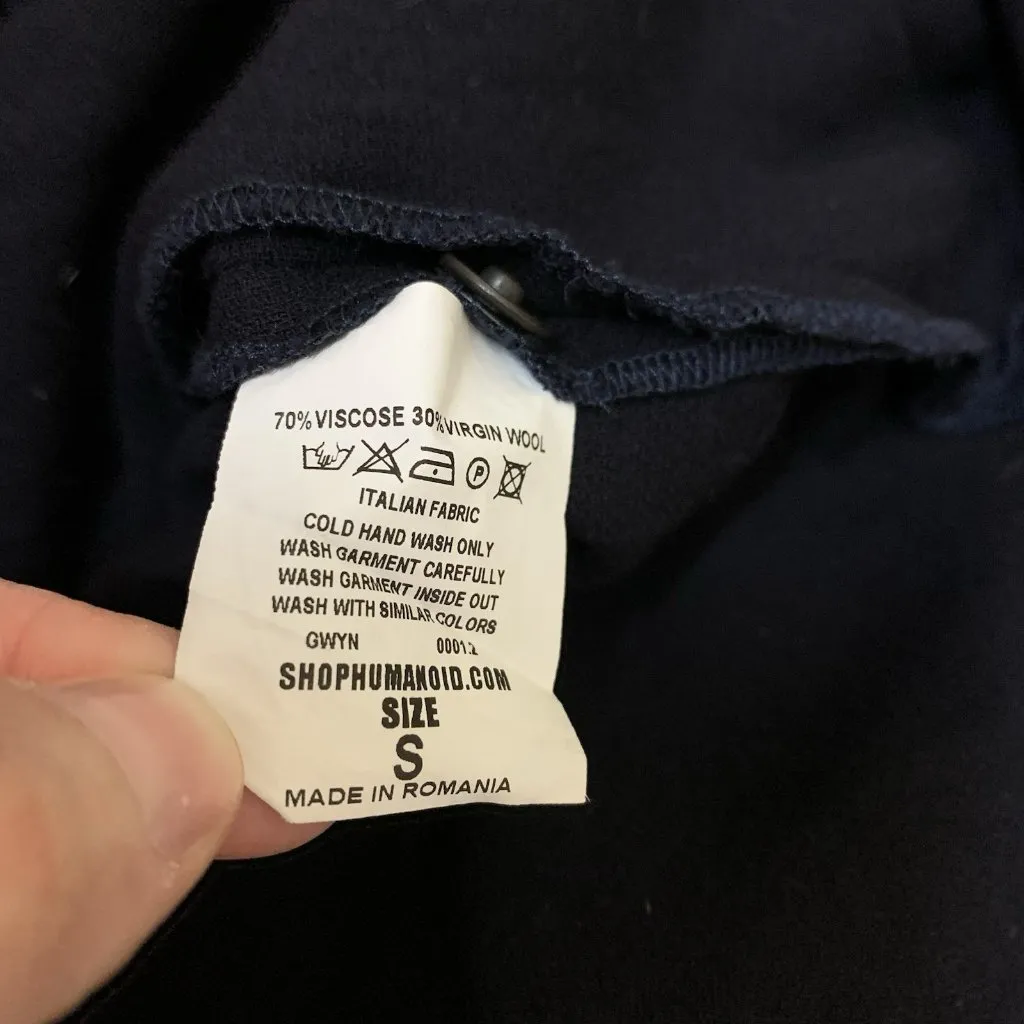 70% VISCOSE 30% VIRGIN WOOL
P
ITALIAN FABRIC
COLD HAND WASH ONLY
WASH GARMENT CAREFULLY
WASH GARMENT INSIDE OUT
WASH WITH SIMILAR COLORS
GWYN
SHOPHUMANOID.COM
SIZE
S
MADE IN ROMANIA